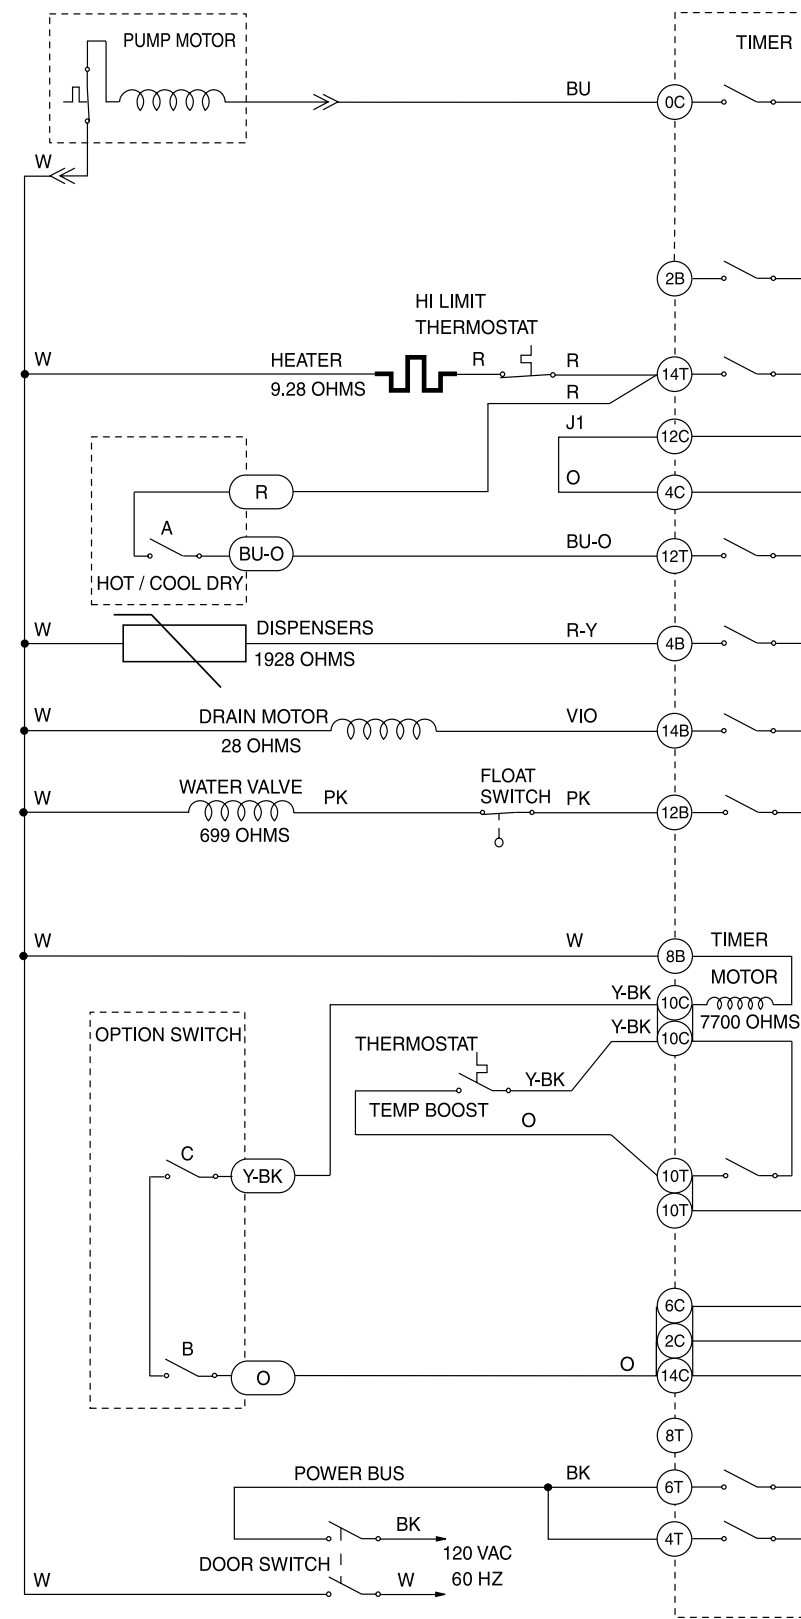 PUMP MOTOR
TIMER
BU
0C
W
2B
HI LIMIT
THERMOSTAT
W
HEATER
9.28 OHMS
R
R
14T
R
J1
12C
O
4C
R
A
BU-O
BU-O
12T
HOT / COOL DRY
W
DISPENSERS
1928 OHMS
R-Y
4B
W
DRAIN MOTOR
28 OHMS
VIO
14B
W
WATER VALVE
699 OHMS
PK
FLOAT
SWITCH
PK
12B
W
W
8B
TIMER
MOTOR
7700 OHMS
Y-BK
10C
Y-BK
10C
OPTION SWITCH
THERMOSTAT
Y-BK
TEMP BOOST
O
C
Y-BK
10T
10T
6C
2C
B
O
O
14C
8T
POWER BUS
BK
6T
BK
4T
120 VAC
60 HZ
DOOR SWITCH
W
W